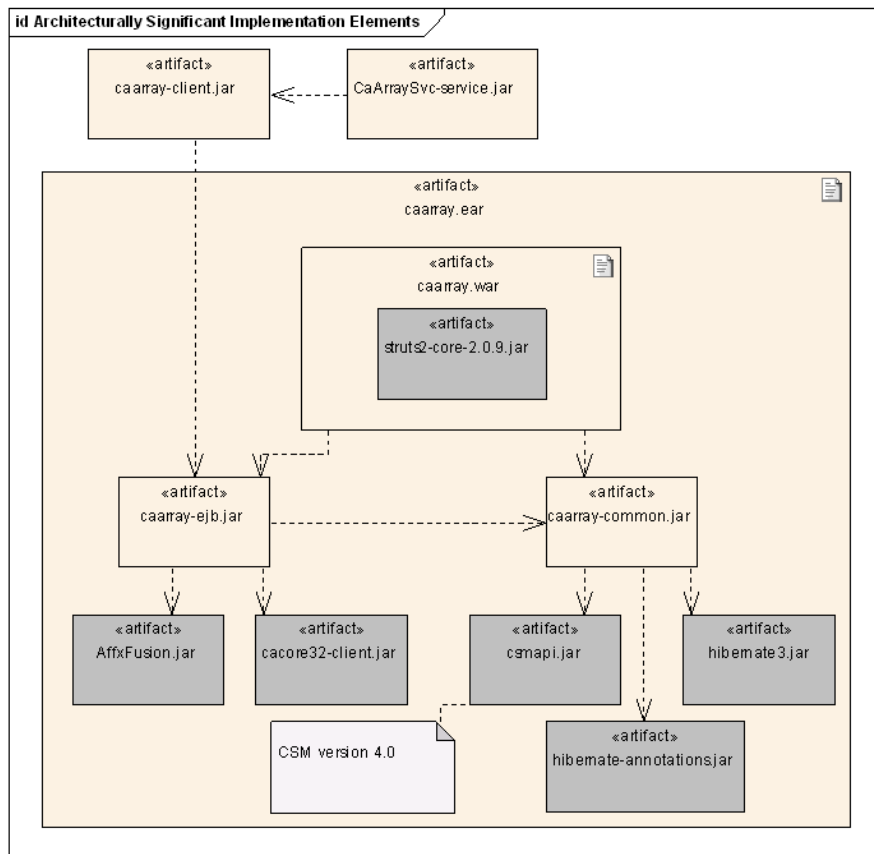 id Architecturally Significant Implementation Elements
«artifact»
caarray-client.jar
«artifact»
CaArraySvc-service.jar
«artifact»
caarray.ear
«artifact»
caarray.war
«artifact»
struts2-core-2.0.9.jar
«artifact»
caarray-ejb.jar
«artifact»
caarray-common.jar
«artifact»
AffxFusion.jar
«artifact»
cacore32-client.jar
«artifact»
csmapi.jar
«artifact»
hibernate3.jar
CSM version 4.0
«artifact»
hibernate-annotations.jar